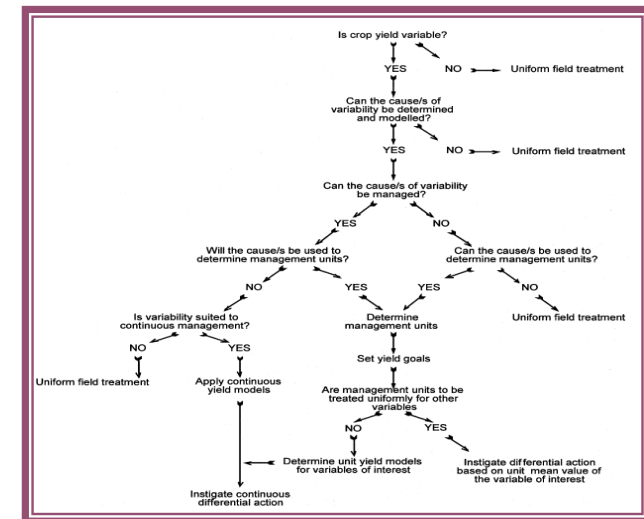 Is crop yield variable?
YES
NO
Uniform field treatment
Can the cause/s of
variability be determined
and modelled?
YES
NO
Uniform field treatment
Can the cause/s of variability
be managed?
YES
NO
Will the cause/s be used to
determine management units?
Can the cause/s be used to
determine management units?
NO
YES
YES
NO
Is variability suited to
continuous management?
Determine
management units
Uniform field treatment
NO
YES
Set yield goals
Uniform field treatment
Apply continuous
yield models
Are management units to be
treated uniformly for other
variables
NO
YES
Determine unit yield models
for variables of interest
Instigate differential action
based on unit mean value of
the variable of interest
Instigate continuous
differential action